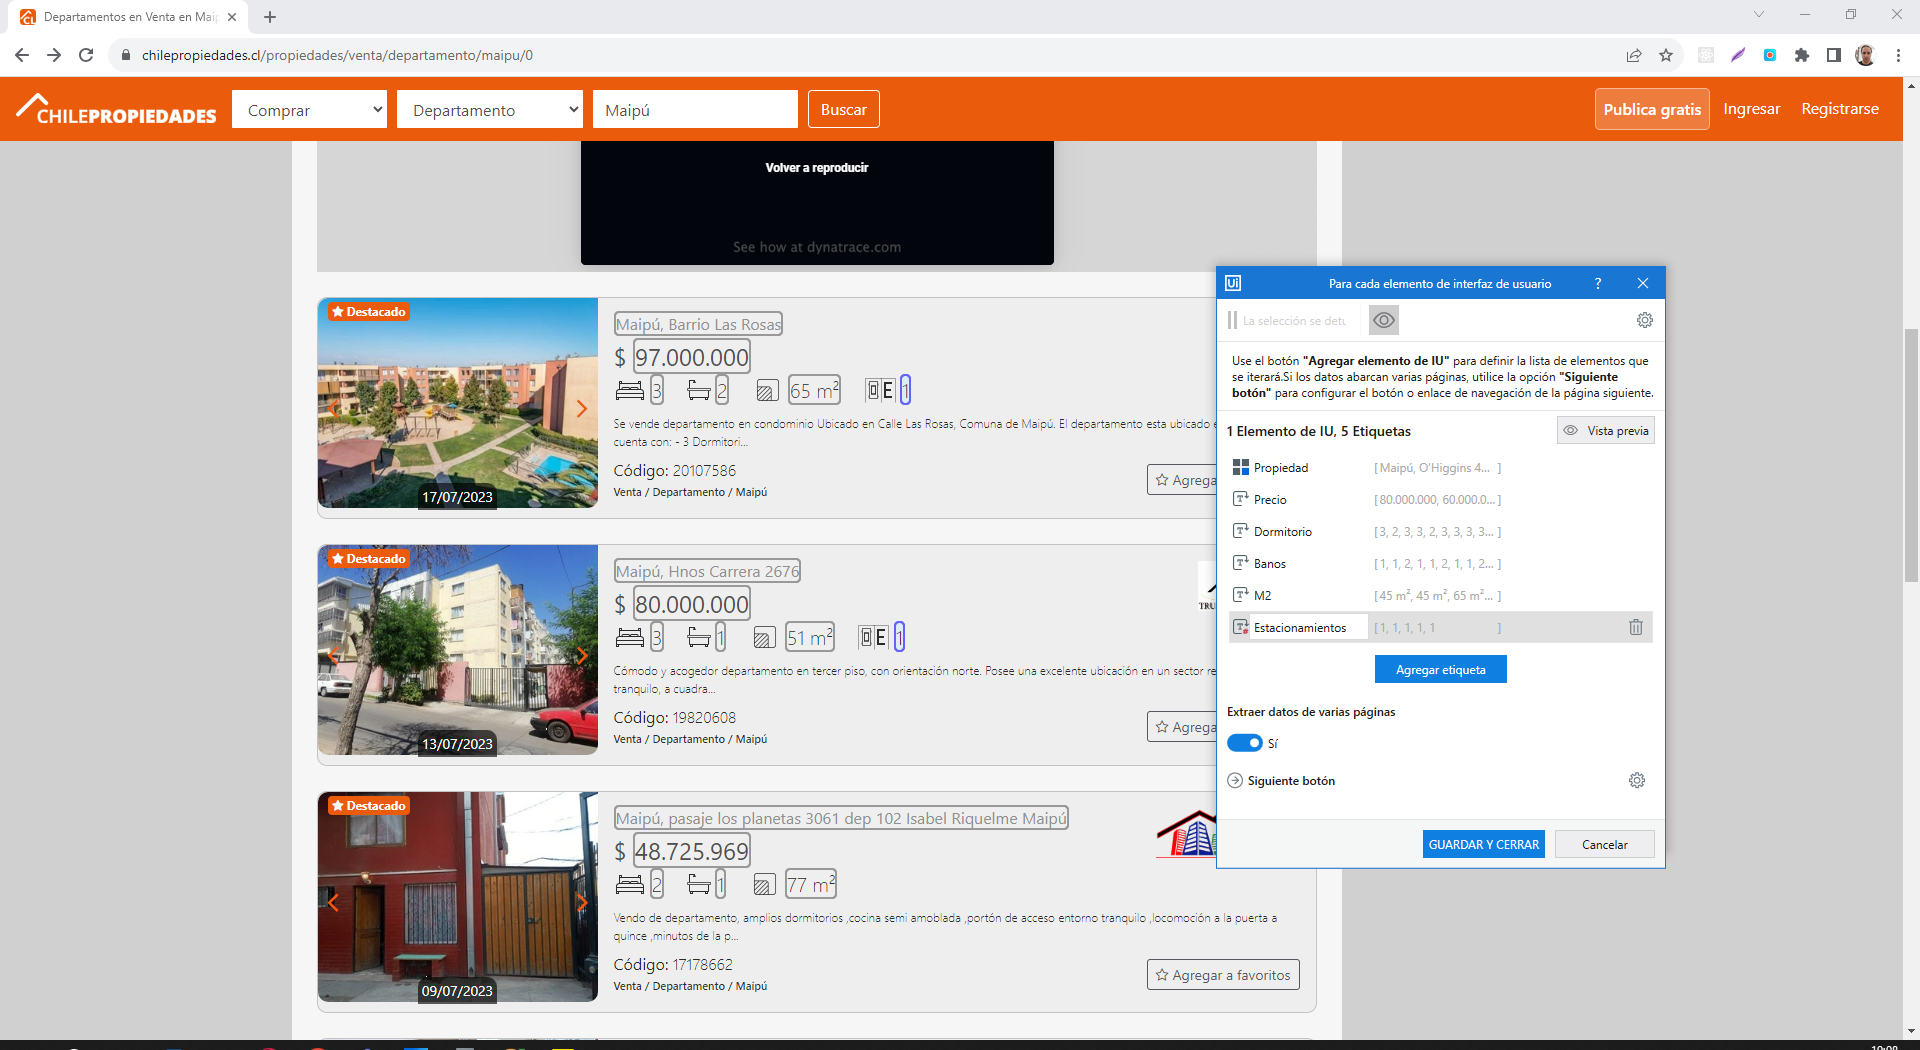 Departamentos en Venta en Mai
chilepropiedades.cl/propiedades/venta/departamento/maipu/0
CHILEPROPIEDADES
Comprar
Departamento
Maipú
Buscar
Publica gratis
Ingresar
Registrarse
Volver a reproducir
See how at dynatrace.com
Destacado
17/07/2023
Maipú, Barrio Las Rosas
$ 97.000.000
3 2 65 m² E 1
Se vende departamento en condominio Ubicado en Calle Las Rosas, Comuna de Maipú. El departamento esta ubicado e
cuenta con: - 3 Dormitori...
Código: 20107586
Venta / Departamento / Maipú
Agrega
Destacado
13/07/2023
Maipú, Hnos Carrera 2676
$ 80.000.000
3 1 51 m² E 1
TRU
Cómodo y acogedor departamento en tercer piso, con orientación norte. Posee una excelente ubicación en un sector re
tranquilo, a cuadra...
Código: 19820608
Venta / Departamento / Maipú
Agrega
Destacado
09/07/2023
Maipú, pasaje los planetas 3061 dep 102 Isabel Riquelme Maipú
$ 48.725.969
2 1 77 m²
Vendo de departamento, amplios dormitorios ,cocina semi amoblada ,portón de acceso entorno tranquilo ,locomoción a la puerta a
quince ,minutos de la p...
Código: 17178662
Venta / Departamento / Maipú
Agregar a favoritos
Ui
Para cada elemento de interfaz de usuario
?
La selección se detu
Use el botón "Agregar elemento de IU" para definir la lista de elementos que
se iterará.Si los datos abarcan varias páginas, utilice la opción "Siguiente
botón" para configurar el botón o enlace de navegación de la página siguiente.
1 Elemento de IU, 5 Etiquetas
Vista previa
Propiedad [Maipú, O'Higgins 4... ]
Precio [80.000.000, 60.000.0... ]
Dormitorio [3, 2, 3, 3, 2, 3, 3, 3, 3... ]
Banos [1, 1, 2, 1, 1, 2, 1, 1, 2... ]
M2 [45 m², 45 m², 65 m²... ]
Estacionamientos [1, 1, 1, 1, 1 ]
Agregar etiqueta
Extraer datos de varias páginas
Sí
Siguiente botón
GUARDAR Y CERRAR
Cancelar